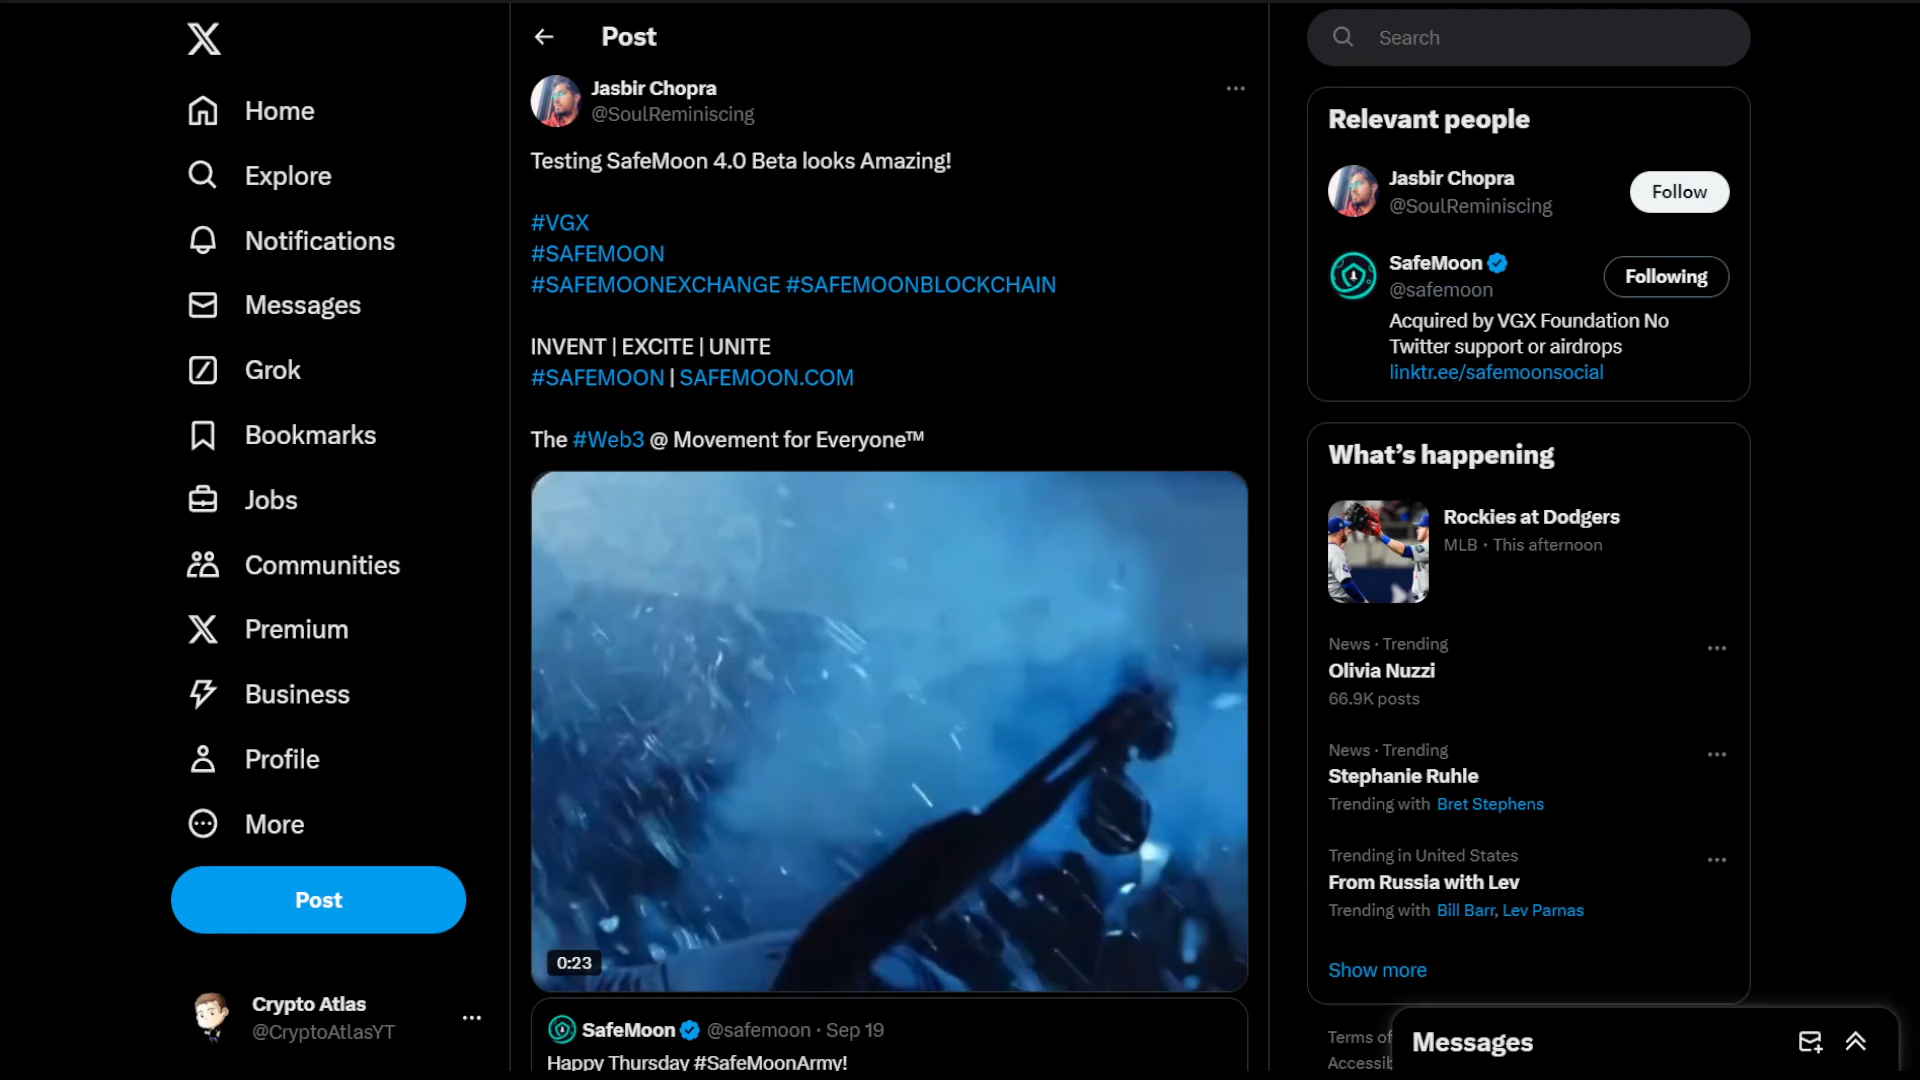 Home
Explore
Notifications
Messages
Grok
Bookmarks
Jobs
Communities
Premium
Business
Profile
More
Post
Crypto Atlas
@CryptoAtlasYT
Post
Jasbir Chopra
@SoulReminiscing
Testing SafeMoon 4.0 Beta looks Amazing!
#VGX
#SAFEMOON
#SAFEMOONEXCHANGE #SAFEMOONBLOCKCHAIN
INVENT | EXCITE | UNITE
#SAFEMOON | SAFEMOON.COM
The #Web3 @ Movement for Everyone™
0:23
SafeMoon @safemoon · Sep 19
Happy Thursday #SafeMoonArmy!
Search
Relevant people
Jasbir Chopra
@SoulReminiscing
Follow
SafeMoon
@safemoon
Following
Acquired by VGX Foundation No
Twitter support or airdrops
linktr.ee/safemoonsocial
What's happening
Rockies at Dodgers
MLB · This afternoon
News · Trending
Olivia Nuzzi
66.9K posts
News · Trending
Stephanie Ruhle
Trending with Bret Stephens
Trending in United States
From Russia with Lev
Trending with Bill Barr, Lev Parnas
Show more
Terms of
Messages